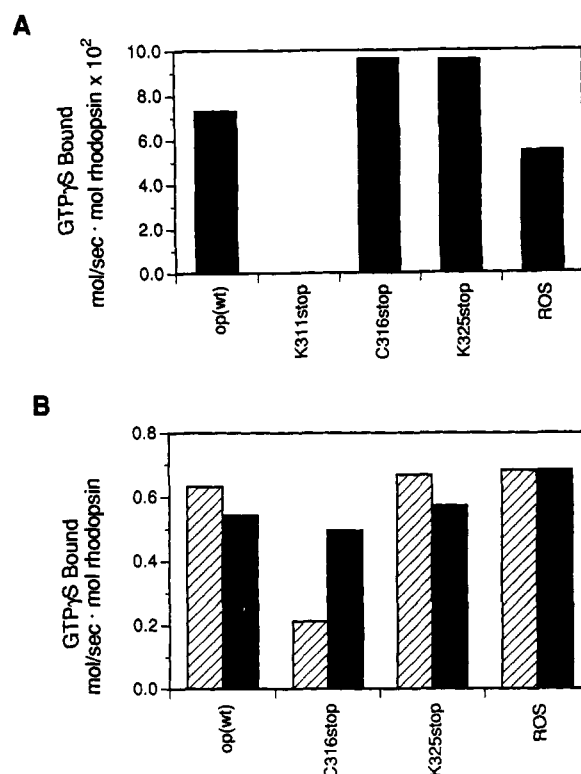 A
GTPγS Bound
mol/sec · mol rhodopsin x 10²
10.0
8.0
6.0
4.0
2.0
0.0
op(wt)
K311stop
C316stop
K325stop
ROS
B
GTPγS Bound
mol/sec · mol rhodopsin
0.8
0.6
0.4
0.2
0.0
op(wt)
C316stop
K325stop
ROS